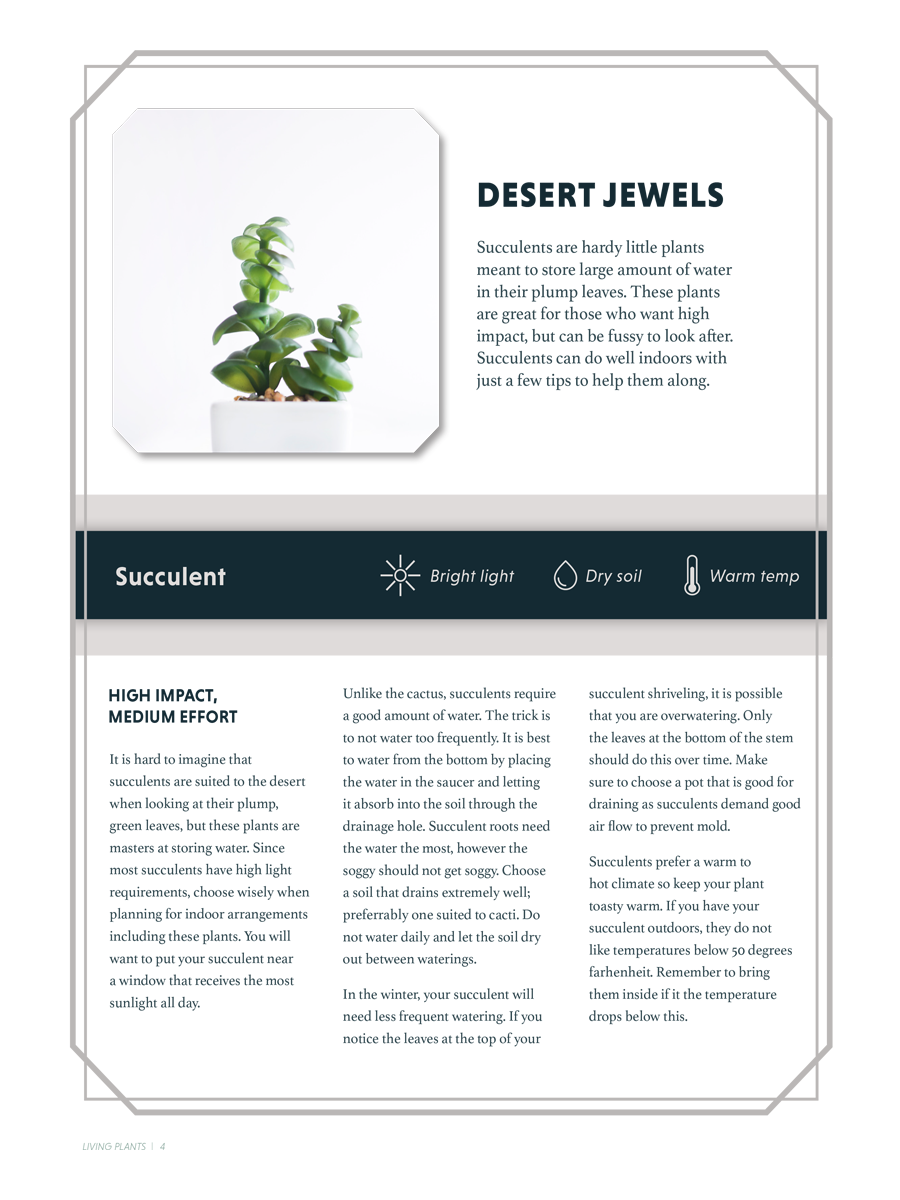 DESERT JEWELS
Succulents are hardy little plants
meant to store large amount of water
in their plump leaves. These plants
are great for those who want high
impact, but can be fussy to look after.
Succulents can do well indoors with
just a few tips to help them along.
Succulent
Bright light
Dry soil
Warm temp
HIGH IMPACT,
MEDIUM EFFORT
It is hard to imagine that
succulents are suited to the desert
when looking at their plump,
green leaves, but these plants are
masters at storing water. Since
most succulents have high light
requirements, choose wisely when
planning for indoor arrangements
including these plants. You will
want to put your succulent near
a window that receives the most
sunlight all day.
Unlike the cactus, succulents require
a good amount of water. The trick is
to not water too frequently. It is best
to water from the bottom by placing
the water in the saucer and letting
it absorb into the soil through the
drainage hole. Succulent roots need
the water the most, however the
soggy should not get soggy. Choose
a soil that drains extremely well;
preferrably one suited to cacti. Do
not water daily and let the soil dry
out between waterings.
In the winter, your succulent will
need less frequent watering. If you
notice the leaves at the top of your
succulent shriveling, it is possible
that you are overwatering. Only
the leaves at the bottom of the stem
should do this over time. Make
sure to choose a pot that is good for
draining as succulents demand good
air flow to prevent mold.
Succulents prefer a warm to
hot climate so keep your plant
toasty warm. If you have your
succulent outdoors, they do not
like temperatures below 50 degrees
farhenheit. Remember to bring
them inside if it the temperature
drops below this.
LIVING PLANTS | 4